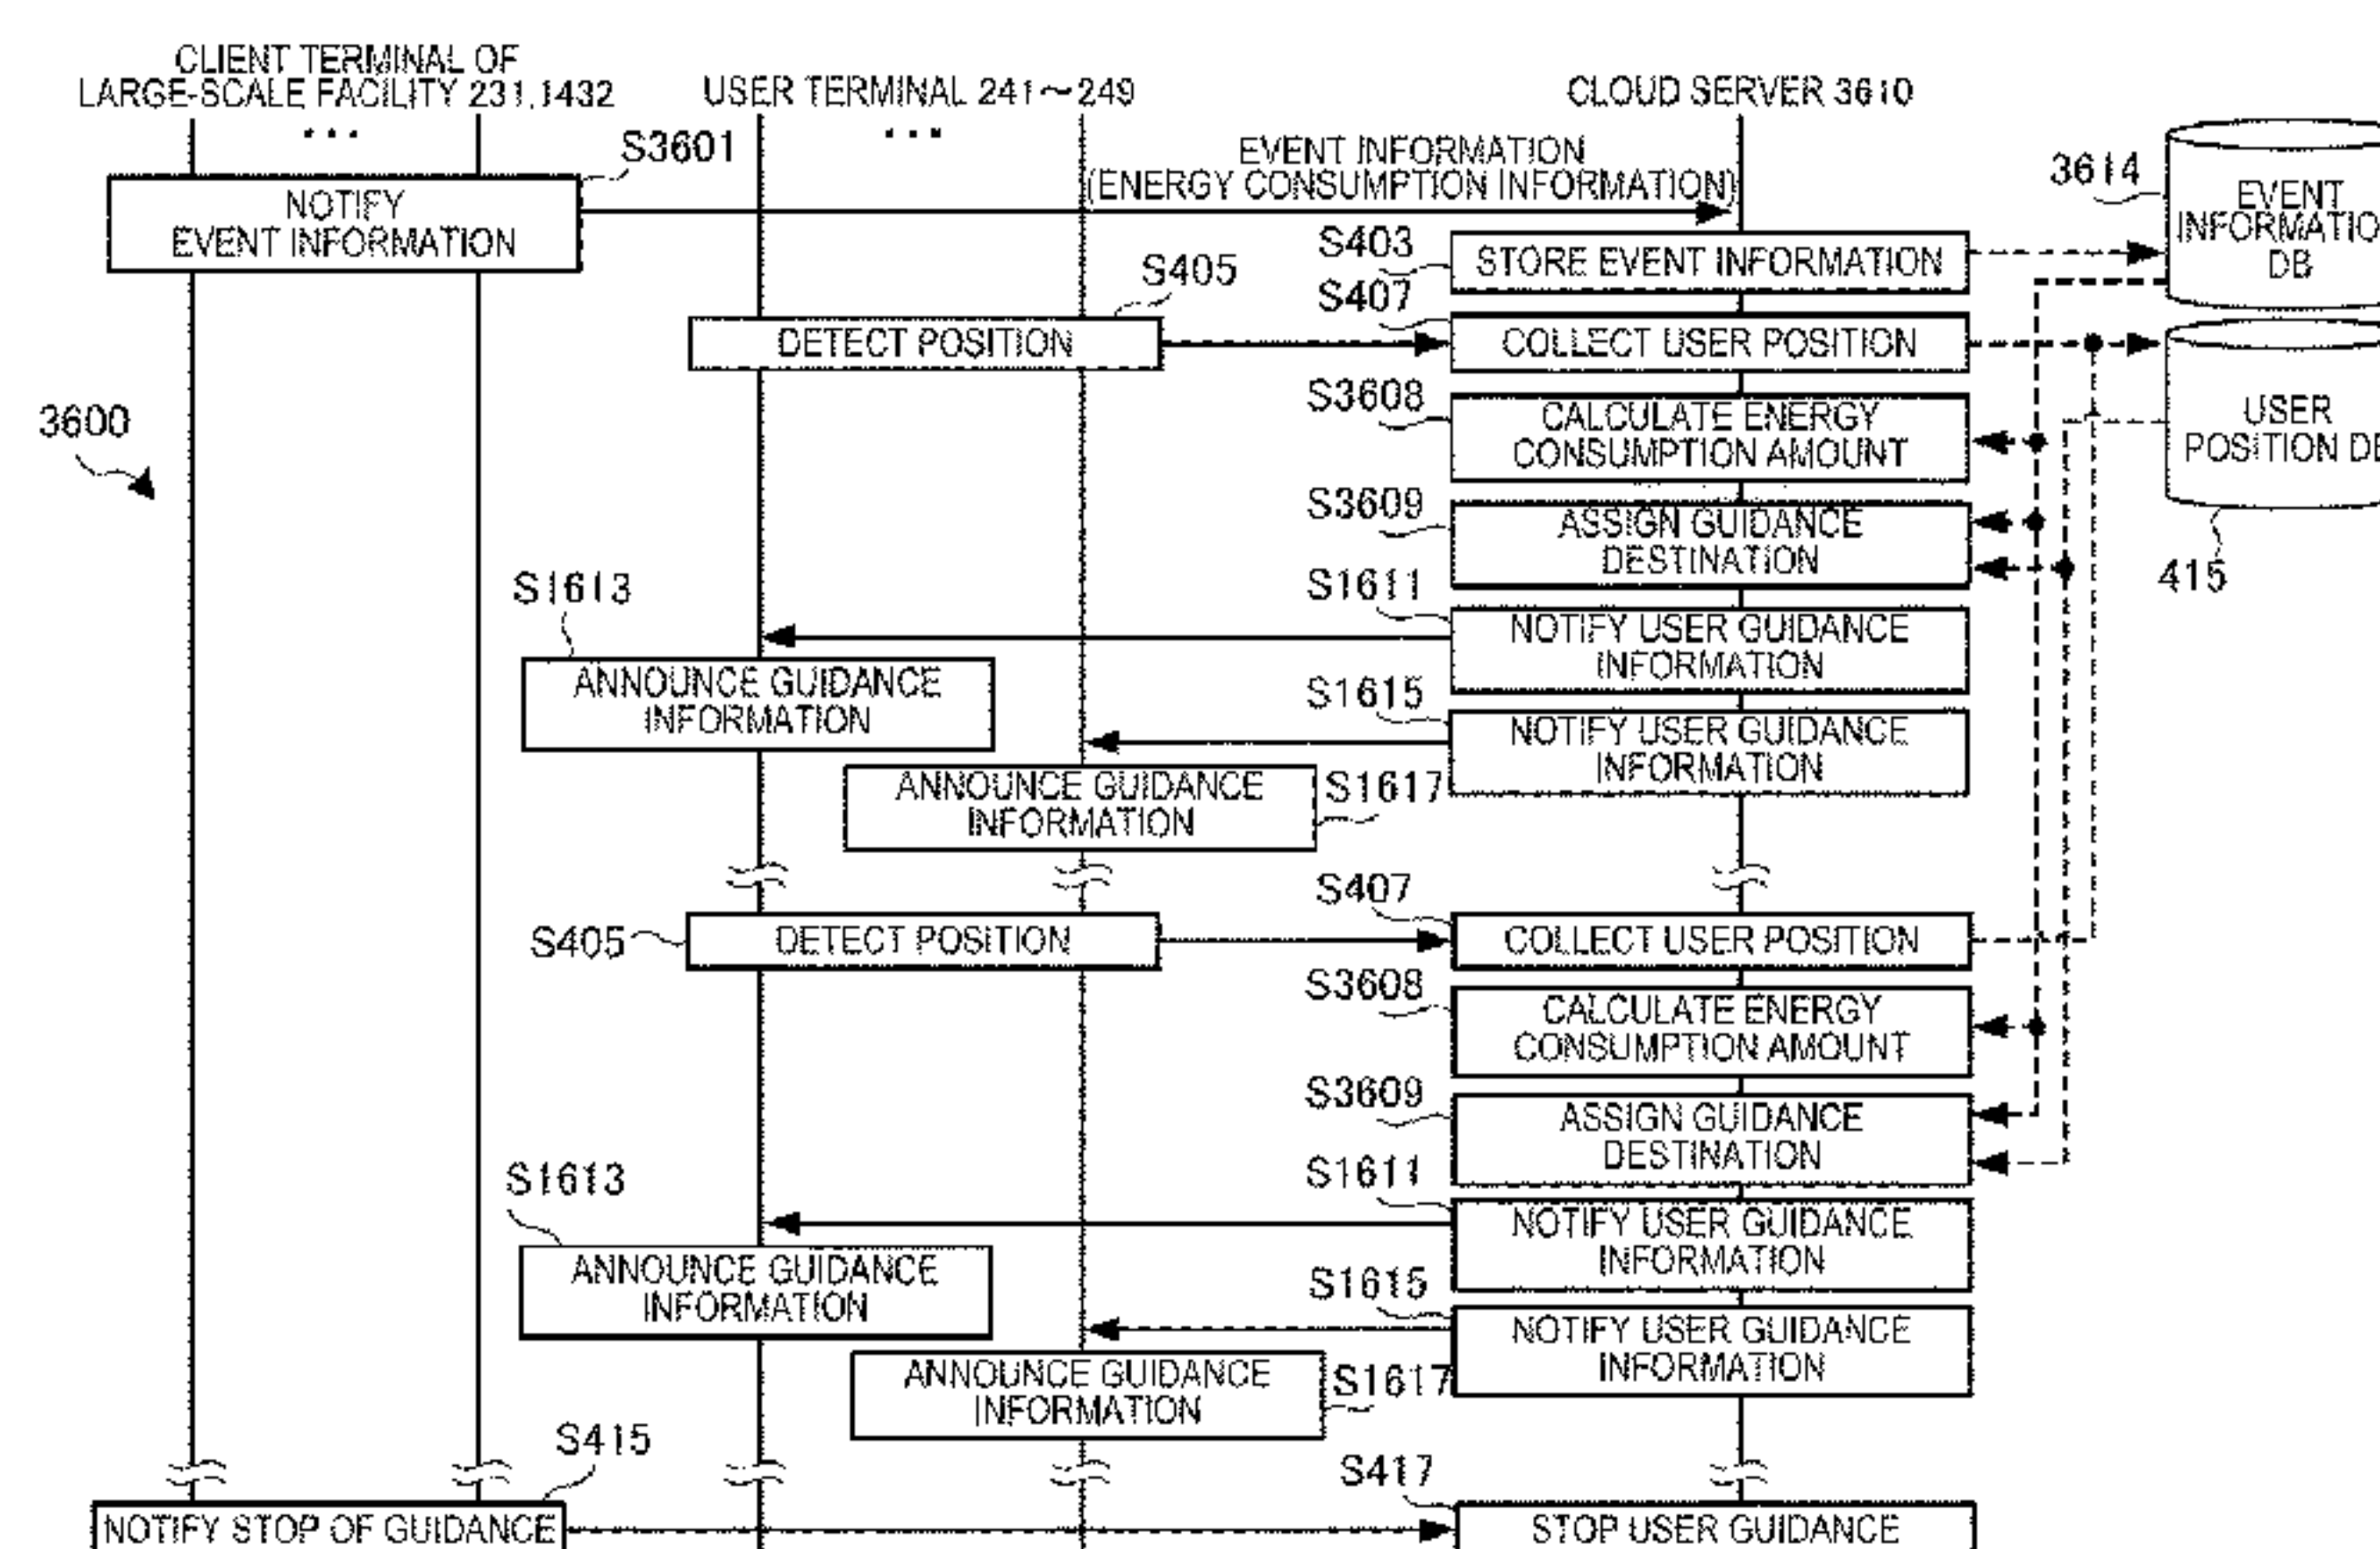 CLIENT TERMINAL OF
LARGE-SCALE FACILITY 231,1432
USER TERMINAL 241～249
CLOUD SERVER 3610
S3601
NOTIFY
EVENT INFORMATION
EVENT INFORMATION
(ENERGY CONSUMPTION INFORMATION)
3614
EVENT
INFORMATIO
DB
S403
STORE EVENT INFORMATION
S405
DETECT POSITION
S407
COLLECT USER POSITION
USER
POSITION DB
415
3600
S3608
CALCULATE ENERGY
CONSUMPTION AMOUNT
S3609
ASSIGN GUIDANCE
DESTINATION
S1611
NOTIFY USER GUIDANCE
INFORMATION
S1613
ANNOUNCE GUIDANCE
INFORMATION
S1615
NOTIFY USER GUIDANCE
INFORMATION
ANNOUNCE GUIDANCE
INFORMATION
S1617
S405
DETECT POSITION
S407
COLLECT USER POSITION
S3608
CALCULATE ENERGY
CONSUMPTION AMOUNT
S3609
ASSIGN GUIDANCE
DESTINATION
S1611
NOTIFY USER GUIDANCE
INFORMATION
S1613
ANNOUNCE GUIDANCE
INFORMATION
S1615
NOTIFY USER GUIDANCE
INFORMATION
ANNOUNCE GUIDANCE
INFORMATION
S1617
S415
NOTIFY STOP OF GUIDANCE
S417
STOP USER GUIDANCE